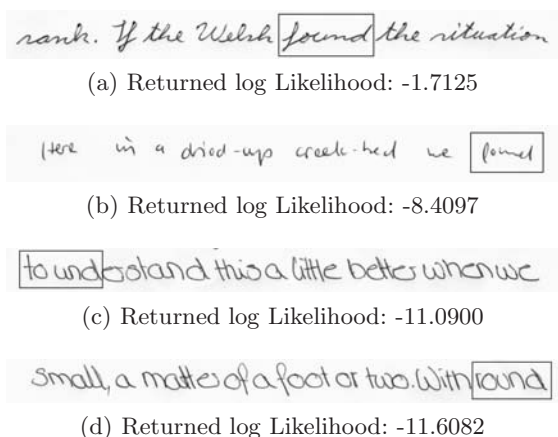 rank. If the Welsh found the situation
(a) Returned log Likelihood: -1.7125
Here in a dried-up creek-bed we found
(b) Returned log Likelihood: -8.4097
to understand this a little better when we
(c) Returned log Likelihood: -11.0900
small, a matter of a foot or two. With round
(d) Returned log Likelihood: -11.6082